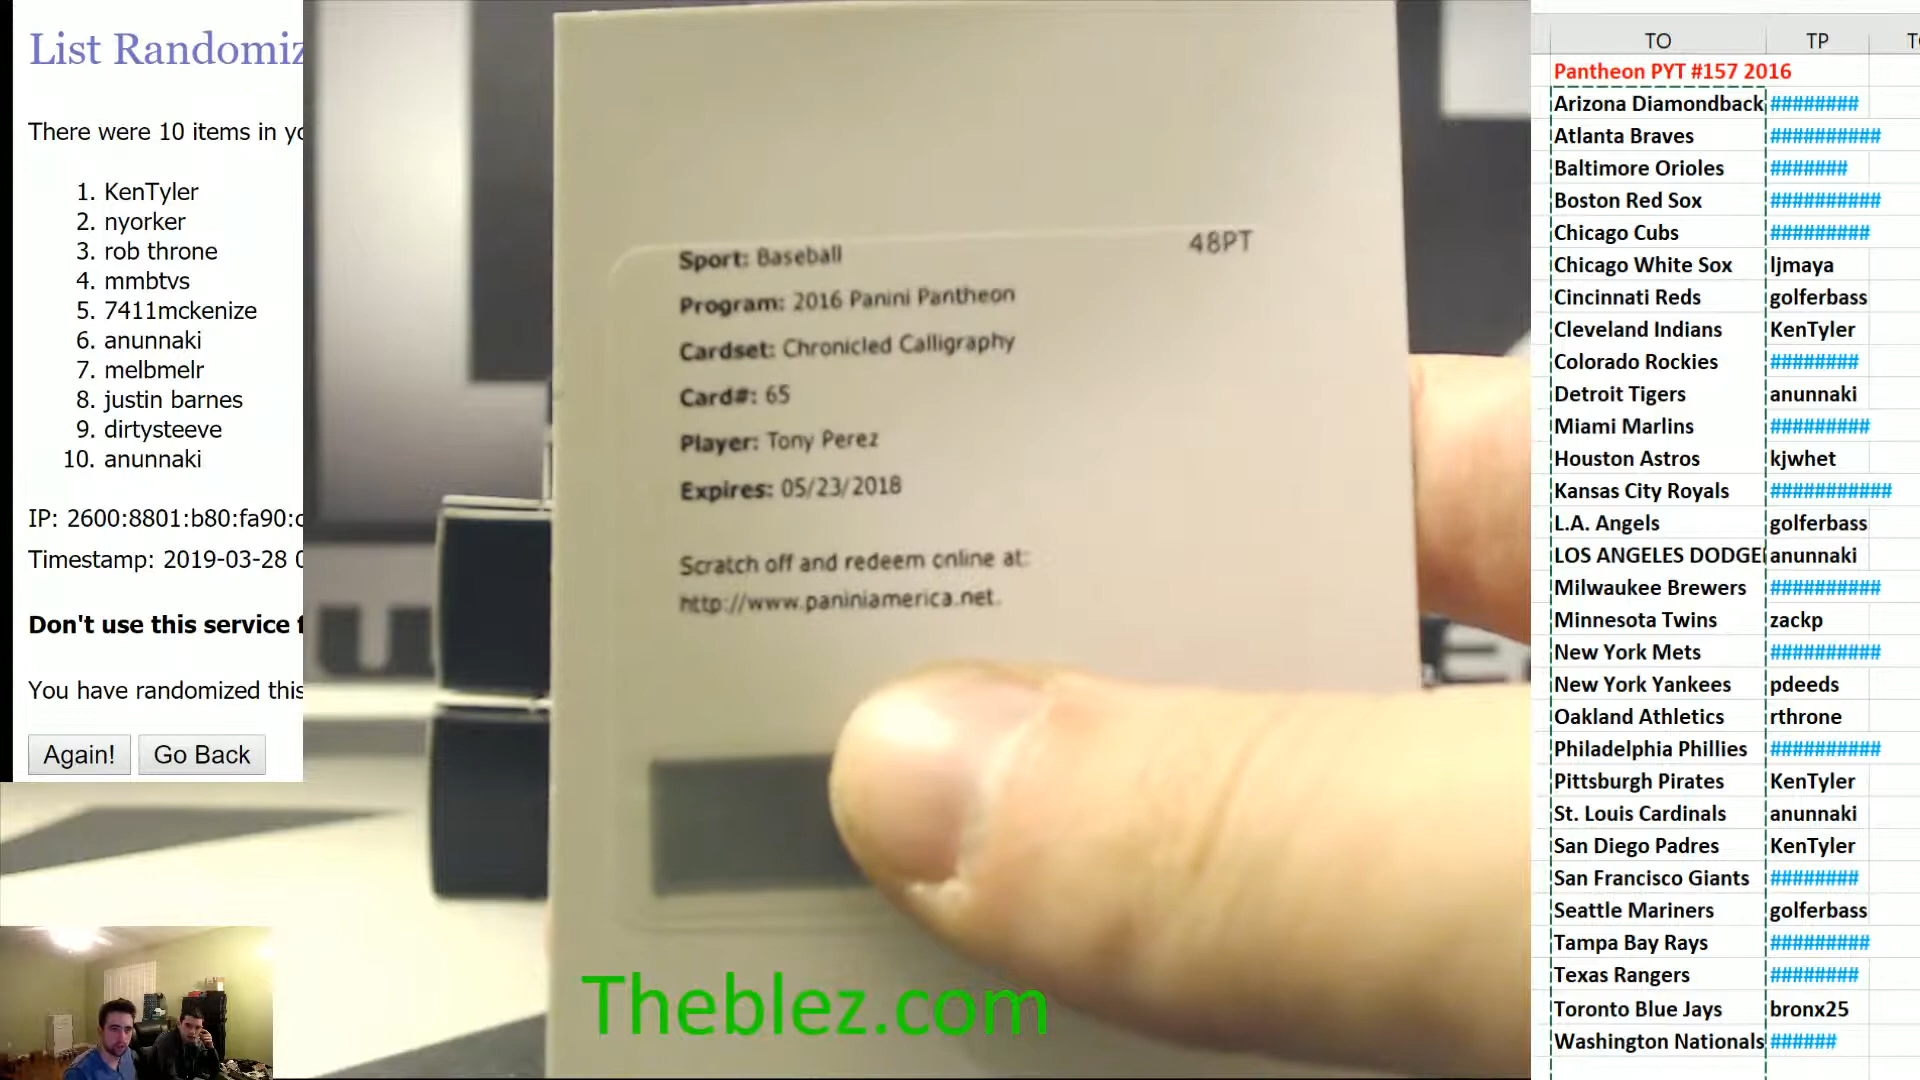 List Randomiz
There were 10 items in yo
1. KenTyler
2. nyorker
3. rob throne
4. mmbtvs
5. 7411mckenize
6. anunnaki
7. melbmelr
8. justin barnes
9. dirtysteeve
10. anunnaki
IP: 2600:8801:b80:fa90:c
Timestamp: 2019-03-28 0
Don't use this service f
You have randomized this
Again! Go Back
48PT
Sport: Baseball
Program: 2016 Panini Pantheon
Cardset: Chronicled Calligraphy
Card#: 65
Player: Tony Perez
Expires: 05/23/2018
Scratch off and redeem online at:
http://www.paniniamerica.net.
Theblez.com
TO TP
Pantheon PYT #157 2016
Arizona Diamondback ########
Atlanta Braves ##########
Baltimore Orioles #######
Boston Red Sox ##########
Chicago Cubs #########
Chicago White Sox ljmaya
Cincinnati Reds golferbass
Cleveland Indians KenTyler
Colorado Rockies ########
Detroit Tigers anunnaki
Miami Marlins #########
Houston Astros kjwhet
Kansas City Royals ###########
L.A. Angels golferbass
LOS ANGELES DODGE anunnaki
Milwaukee Brewers ##########
Minnesota Twins zackp
New York Mets ##########
New York Yankees pdeeds
Oakland Athletics rthrone
Philadelphia Phillies ##########
Pittsburgh Pirates KenTyler
St. Louis Cardinals anunnaki
San Diego Padres KenTyler
San Francisco Giants ########
Seattle Mariners golferbass
Tampa Bay Rays #########
Texas Rangers ########
Toronto Blue Jays bronx25
Washington Nationals ######